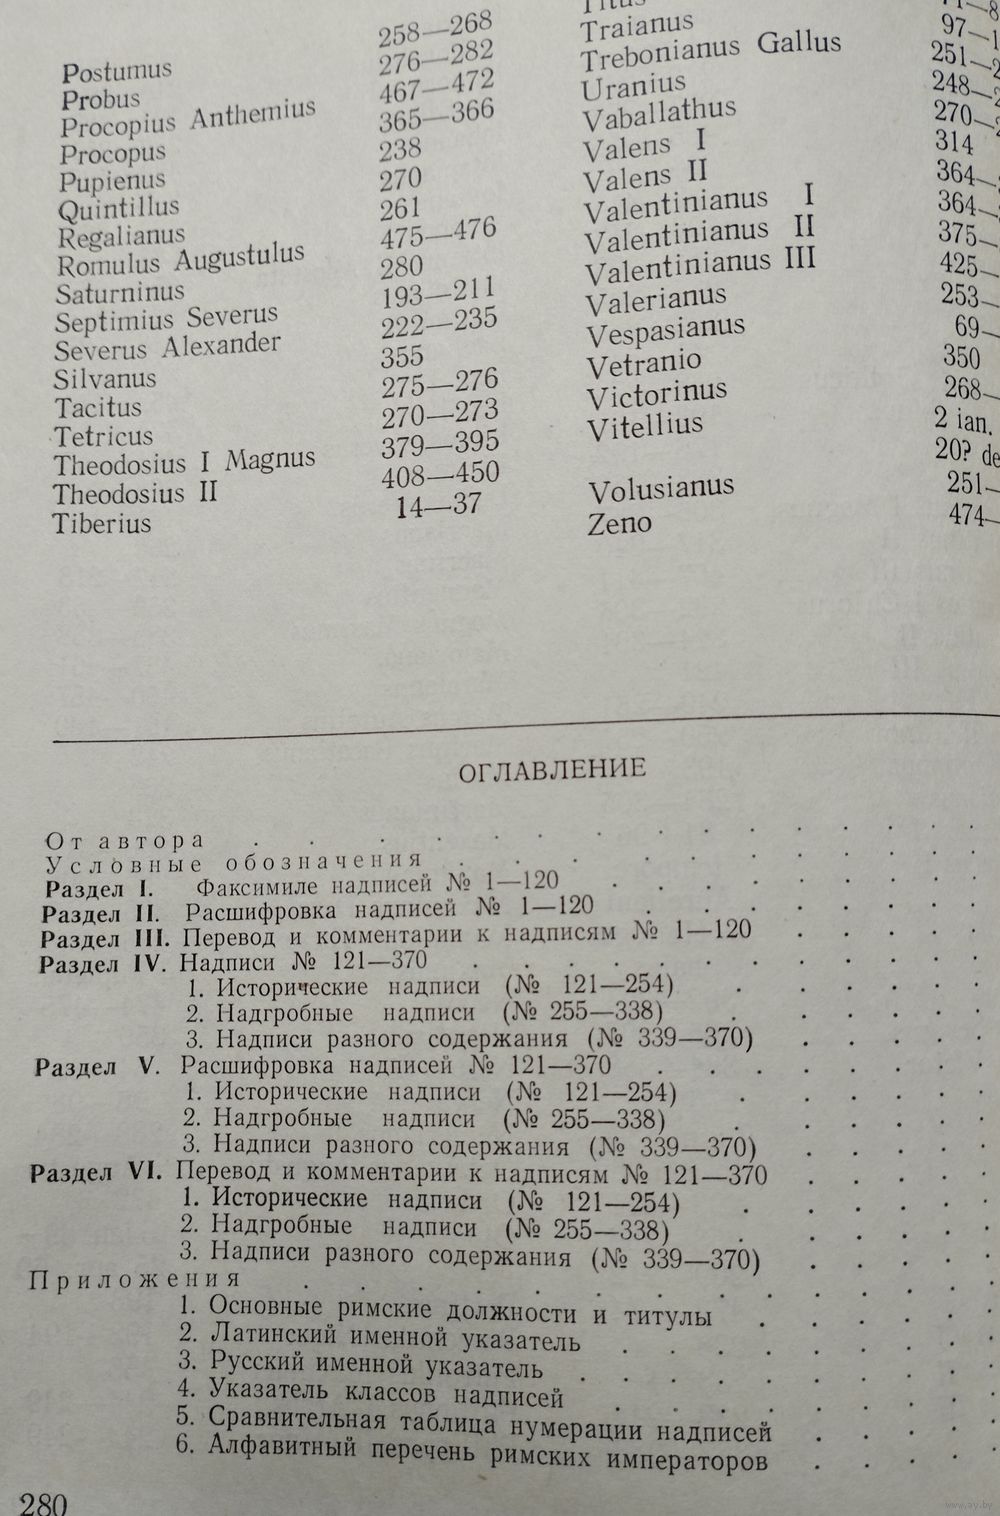 Postumus 258—268
Probus 276—282
Procopius Anthemius 467—472
Procopus 365—366
Pupienus 238
Quintillus 270
Regalianus 261
Romulus Augustulus 475—476
Saturninus 280
Septimius Severus 193—211
Severus Alexander 222—235
Silvanus 355
Tacitus 275—276
Tetricus 270—273
Theodosius I Magnus 379—395
Theodosius II 408—450
Tiberius 14—37
Titus
Traianus 97—1
Trebonianus Gallus 251—2
Uranius 248—2
Vaballathus 270—2
Valens I 314
Valens II 364—
Valentinianus I 364—
Valentinianus II 375—
Valentinianus III 425—
Valerianus 253—
Vespasianus 69—
Vetranio 350
Victorinus 268—
Vitellius 2 ian.
20? de
Volusianus 251—
Zeno 474—
ОГЛАВЛЕНИЕ
От автора
Условные обозначения
Раздел I. Факсимиле надписей № 1—120
Раздел II. Расшифровка надписей № 1—120
Раздел III. Перевод и комментарии к надписям № 1—120
Раздел IV. Надписи № 121—370
1. Исторические надписи (№ 121—254)
2. Надгробные надписи (№ 255—338)
3. Надписи разного содержания (№ 339—370)
Раздел V. Расшифровка надписей № 121—370
1. Исторические надписи (№ 121—254)
2. Надгробные надписи (№ 255—338)
3. Надписи разного содержания (№ 339—370)
Раздел VI. Перевод и комментарии к надписям № 121—370
1. Исторические надписи (№ 121—254)
2. Надгробные надписи (№ 255—338)
3. Надписи разного содержания (№ 339—370)
Приложения
1. Основные римские должности и титулы
2. Латинский именной указатель
3. Русский именной указатель
4. Указатель классов надписей
5. Сравнительная таблица нумерации надписей
6. Алфавитный перечень римских императоров
280
www.ay.by